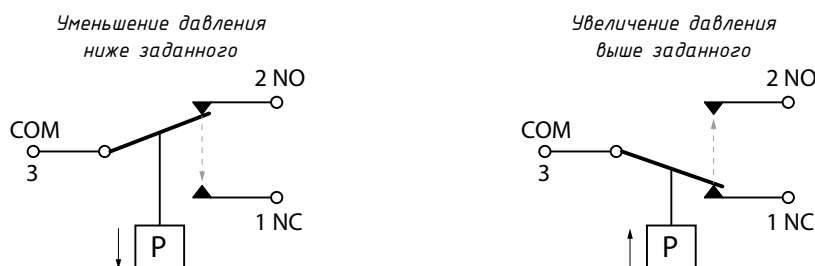 Уменьшение давления
ниже заданного
2 NO
COM
3
1 NC
P
Увеличение давления
выше заданного
2 NO
COM
3
1 NC
P